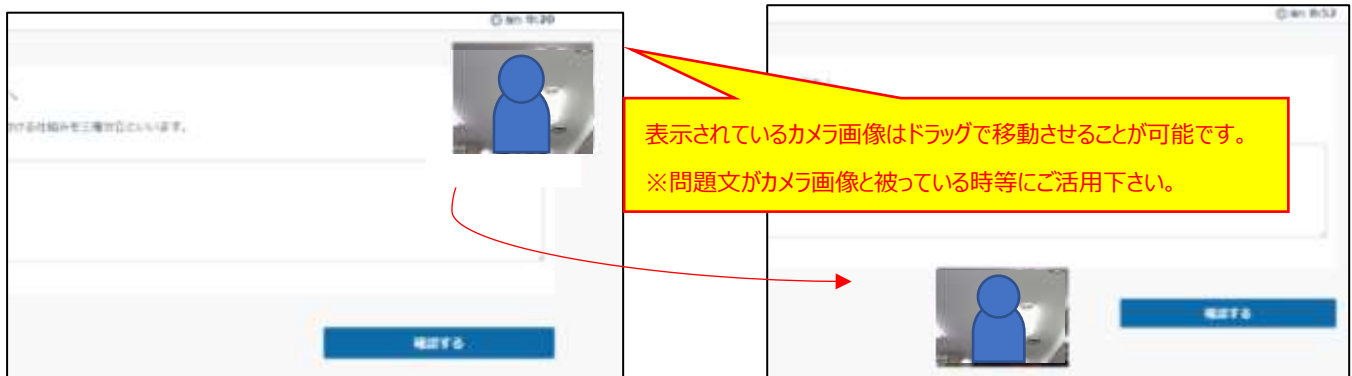 表示されているカメラ画像はドラッグで移動させることが可能です。
※問題文がカメラ画像と被っている時等にご活用下さい。
確認する
確認する